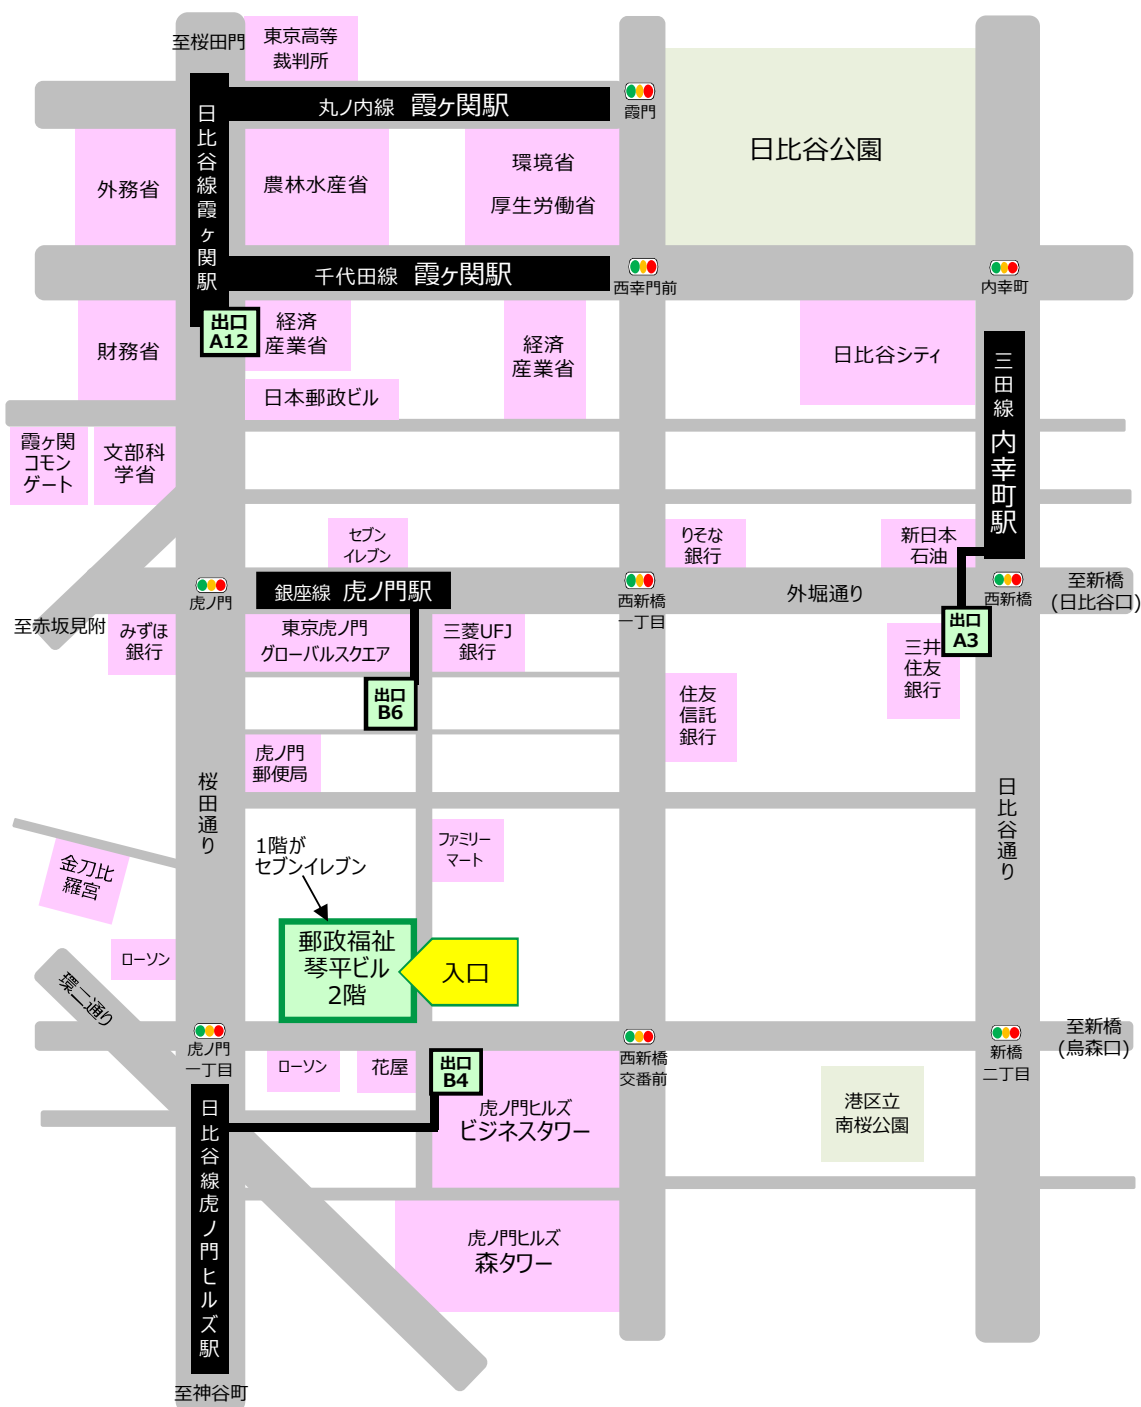 至桜田門
東京高等
裁判所
丸ノ内線 霞ヶ関駅
霞門
日比谷線霞ヶ関駅
日比谷公園
外務省
農林水産省
環境省
厚生労働省
千代田線 霞ヶ関駅
西幸門前
内幸町
出口
A12
財務省
経済
産業省
経済
産業省
日比谷シティ
三田線 内幸町駅
日本郵政ビル
霞ヶ関
コモン
ゲート
文部科
学省
セブン
イレブン
りそな
銀行
新日本
石油
虎ノ門
銀座線 虎ノ門駅
西新橋
一丁目
外堀通り
西新橋
至新橋
(日比谷口)
至赤坂見附
みずほ
銀行
東京虎ノ門
グローバルスクエア
三菱UFJ
銀行
出口
A3
三井
住友
銀行
出口
B6
住友
信託
銀行
虎ノ門
郵便局
桜田通り
日比谷通り
1階が
セブンイレブン
ファミリー
マート
金刀比
羅宮
郵政福祉
琴平ビル
2階
入口
ローソン
環二通り
虎ノ門
一丁目
西新橋
交番前
新橋
二丁目
至新橋
(烏森口)
ローソン
花屋
出口
B4
虎ノ門ヒルズ
ビジネスタワー
港区立
南桜公園
日比谷線虎ノ門ヒルズ駅
虎ノ門ヒルズ
森タワー
至神谷町